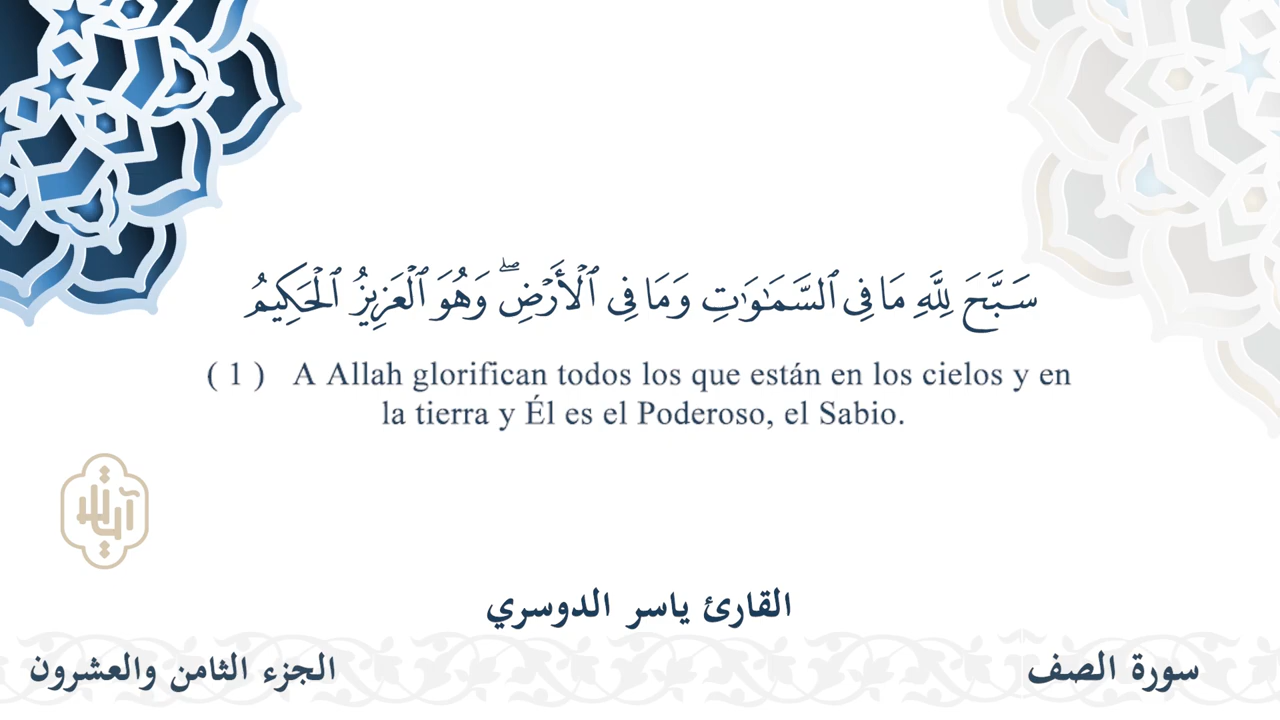 سَبَّحَ لِلَّهِ مَا فِي ٱلسَّمَٰوَٰتِ وَمَا فِي ٱلْأَرْضِ ۖ وَهُوَ ٱلْعَزِيزُ ٱلْحَكِيمُ
( 1 ) A Allah glorifican todos los que están en los cielos y en
la tierra y Él es el Poderoso, el Sabio.
القارئ ياسر الدوسري
سورة الصف
الجزء الثامن والعشرون